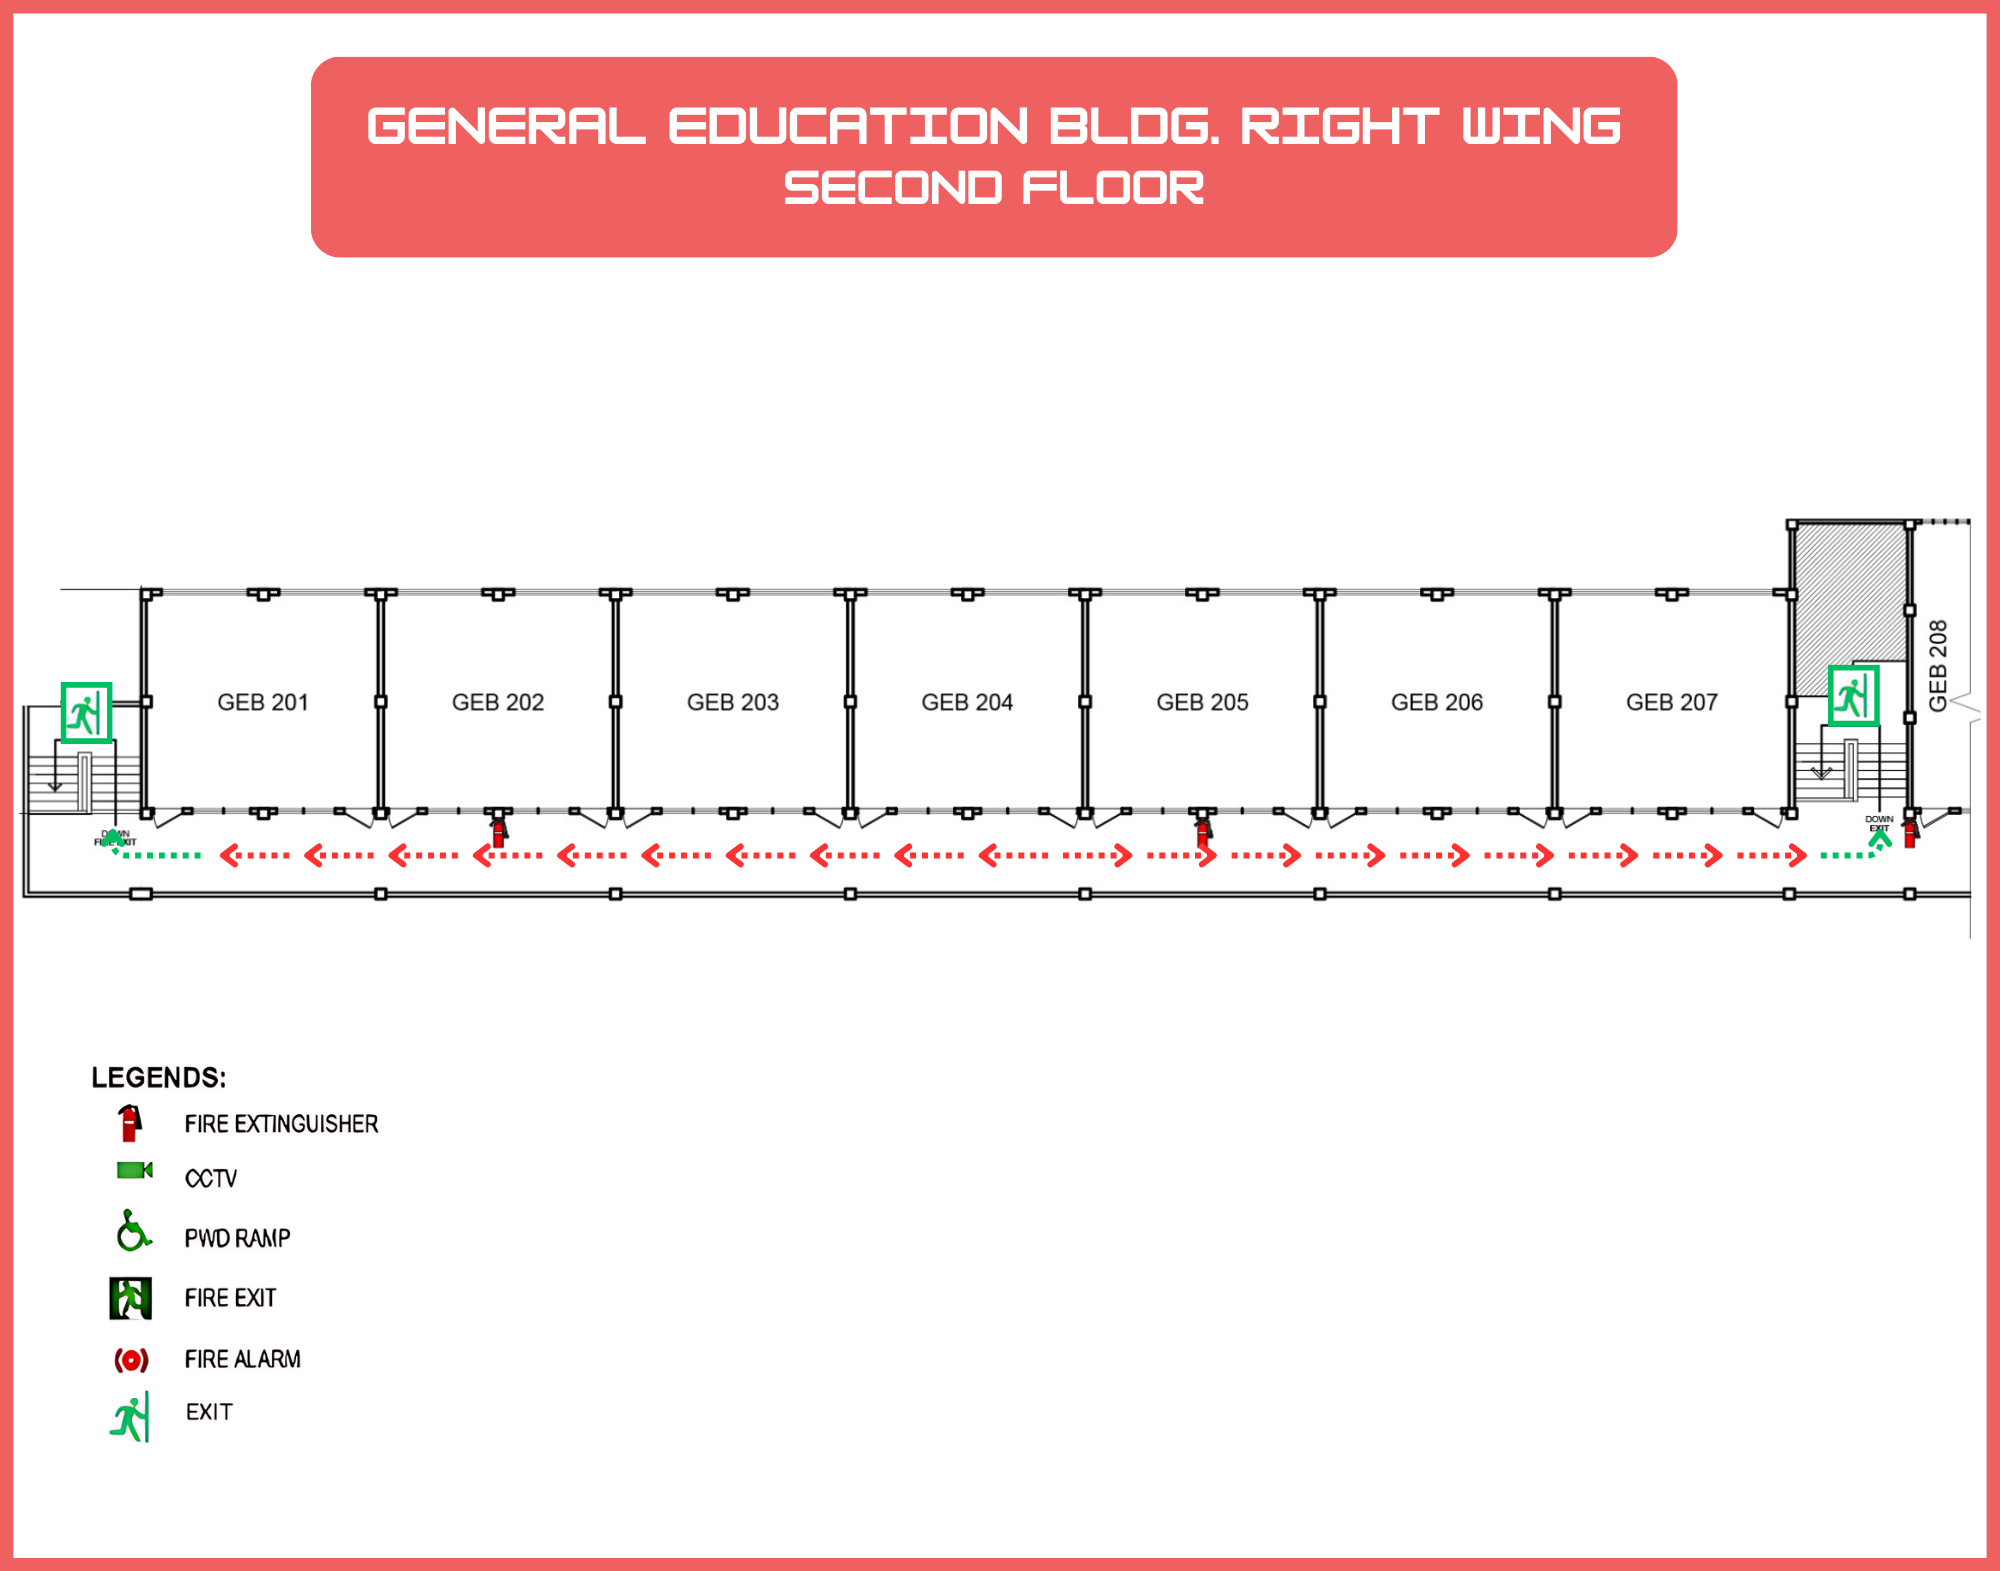 GENERAL EDUCATION BLDG. RIGHT WING
SECOND FLOOR
GEB 201
GEB 202
GEB 203
GEB 204
GEB 205
GEB 206
GEB 207
GEB 208
DOWN
FIRE EXIT
DOWN
EXIT
LEGENDS:
FIRE EXTINGUISHER
CCTV
PWD RAMP
FIRE EXIT
FIRE ALARM
EXIT